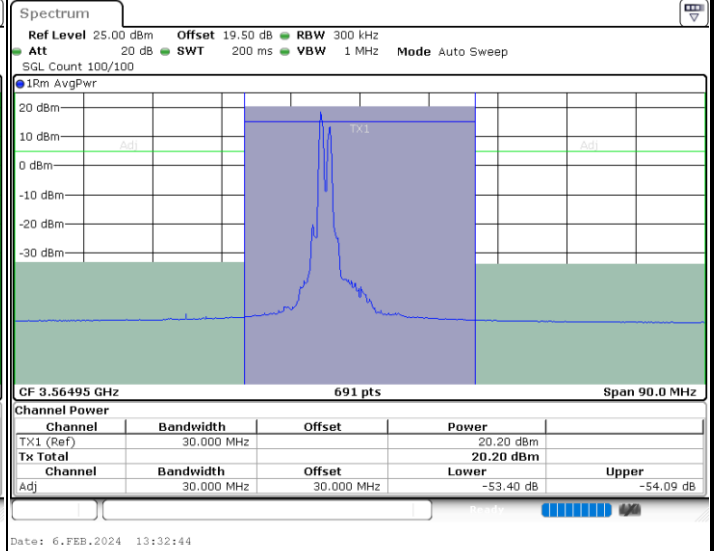 Spectrum
Ref Level 25.00 dBm Offset 19.50 dB RBW 300 kHz
Att 20 dB SWT 200 ms VBW 1 MHz Mode Auto Sweep
SGL Count 100/100
1Rm AvgPwr
20 dBm
TX1
10 dBm
Adj Adj
0 dBm
-10 dBm
-20 dBm
-30 dBm
CF 3.56495 GHz 691 pts Span 90.0 MHz
Channel Power
Channel Bandwidth Offset Power
TX1 (Ref) 30.000 MHz 20.20 dBm
Tx Total 20.20 dBm
Channel Bandwidth Offset Lower Upper
Adj 30.000 MHz 30.000 MHz -53.40 dB -54.09 dB
Ready
Date: 6.FEB.2024 13:32:44